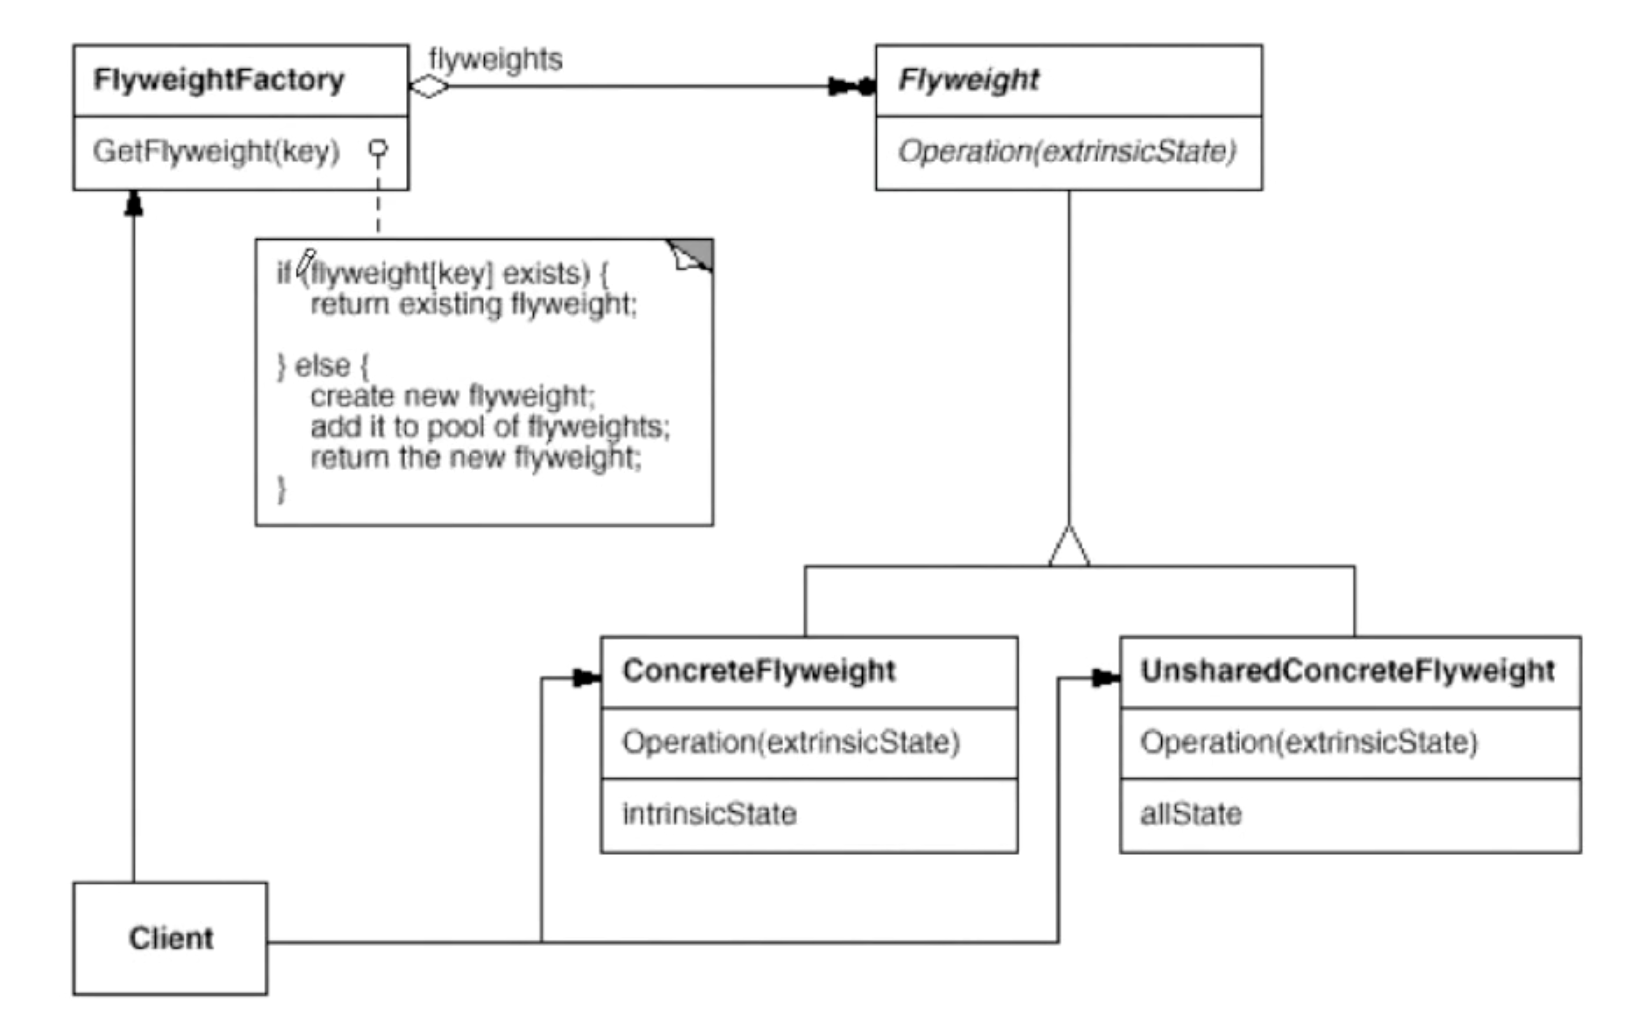 FlyweightFactory
GetFlyweight(key)
flyweights
Flyweight
Operation(extrinsicState)
if (flyweight[key] exists) {
return existing flyweight;
} else {
create new flyweight;
add it to pool of flyweights;
return the new flyweight;
}
ConcreteFlyweight
Operation(extrinsicState)
intrinsicState
UnsharedConcreteFlyweight
Operation(extrinsicState)
allState
Client